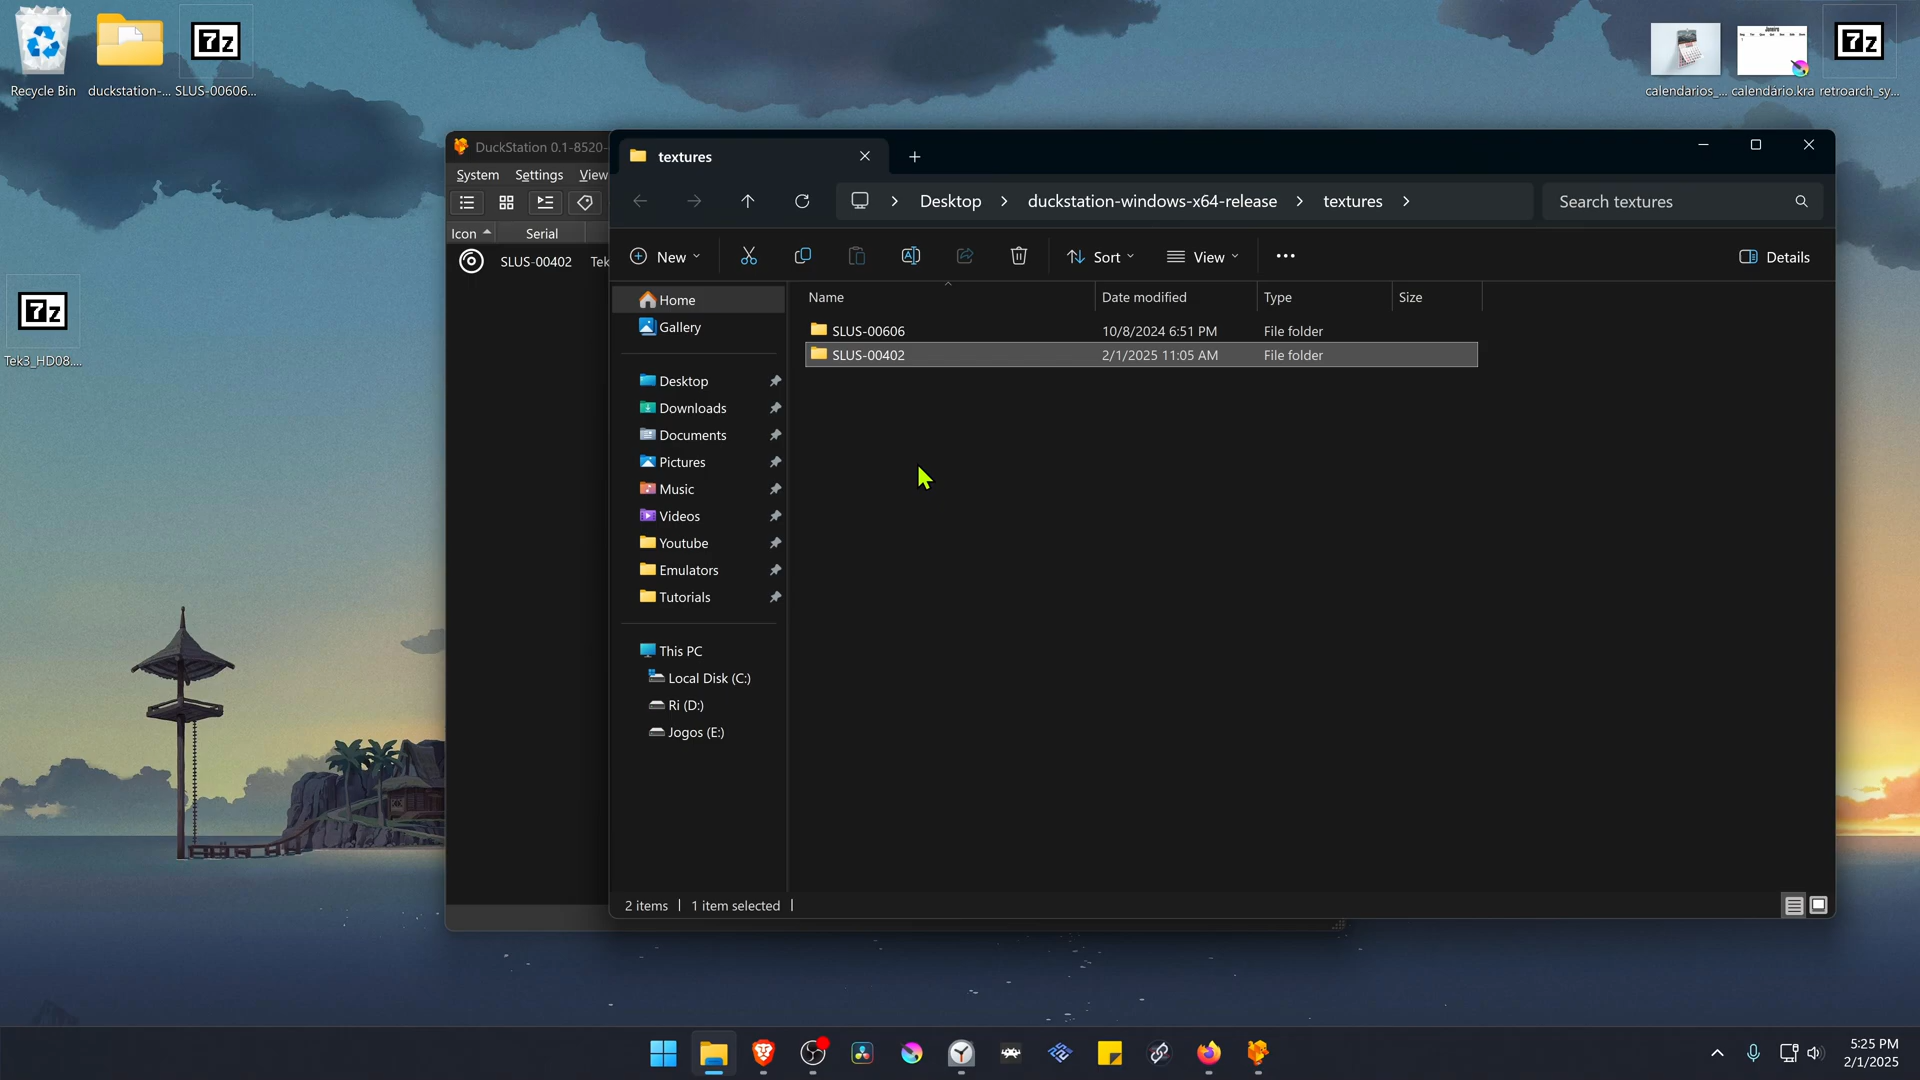 Recycle Bin
duckstation-...
SLUS-00606...
calendarios_...
calendário.kra
retroarch_sy...
Tek3_HD08....
DuckStation 0.1-8520-
System
Settings
View
Icon
Serial
SLUS-00402
Tek
textures
Desktop
duckstation-windows-x64-release
textures
Search textures
New
Sort
View
Details
Home
Gallery
Desktop
Downloads
Documents
Pictures
Music
Videos
Youtube
Emulators
Tutorials
This PC
Local Disk (C:)
Ri (D:)
Jogos (E:)
Name
Date modified
Type
Size
SLUS-00606
10/8/2024 6:51 PM
File folder
SLUS-00402
2/1/2025 11:05 AM
File folder
2 items
1 item selected
7z
7z
7z
5:25 PM
2/1/2025